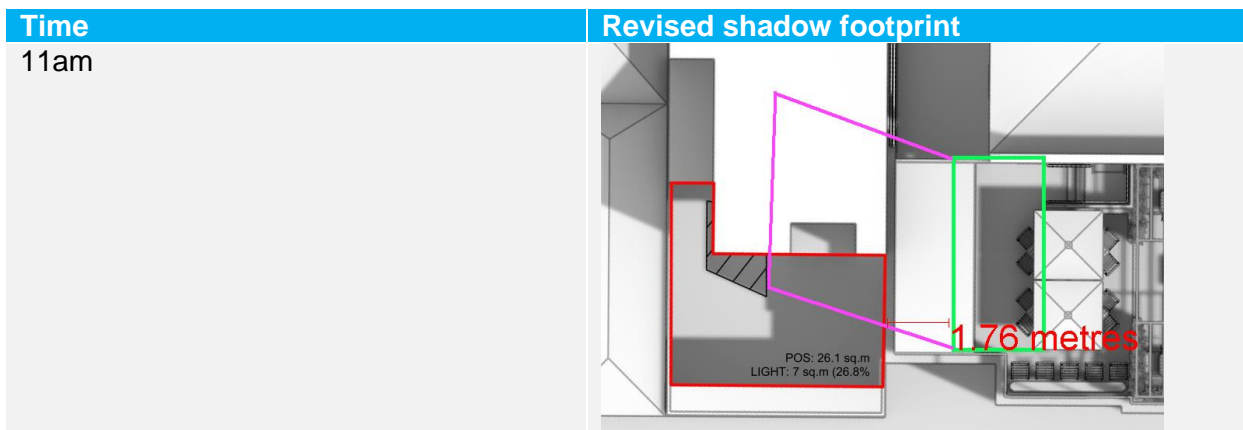 Time
Revised shadow footprint
11am
1.76 metres
POS: 26.1 sq.m
LIGHT: 7 sq.m (26.8%